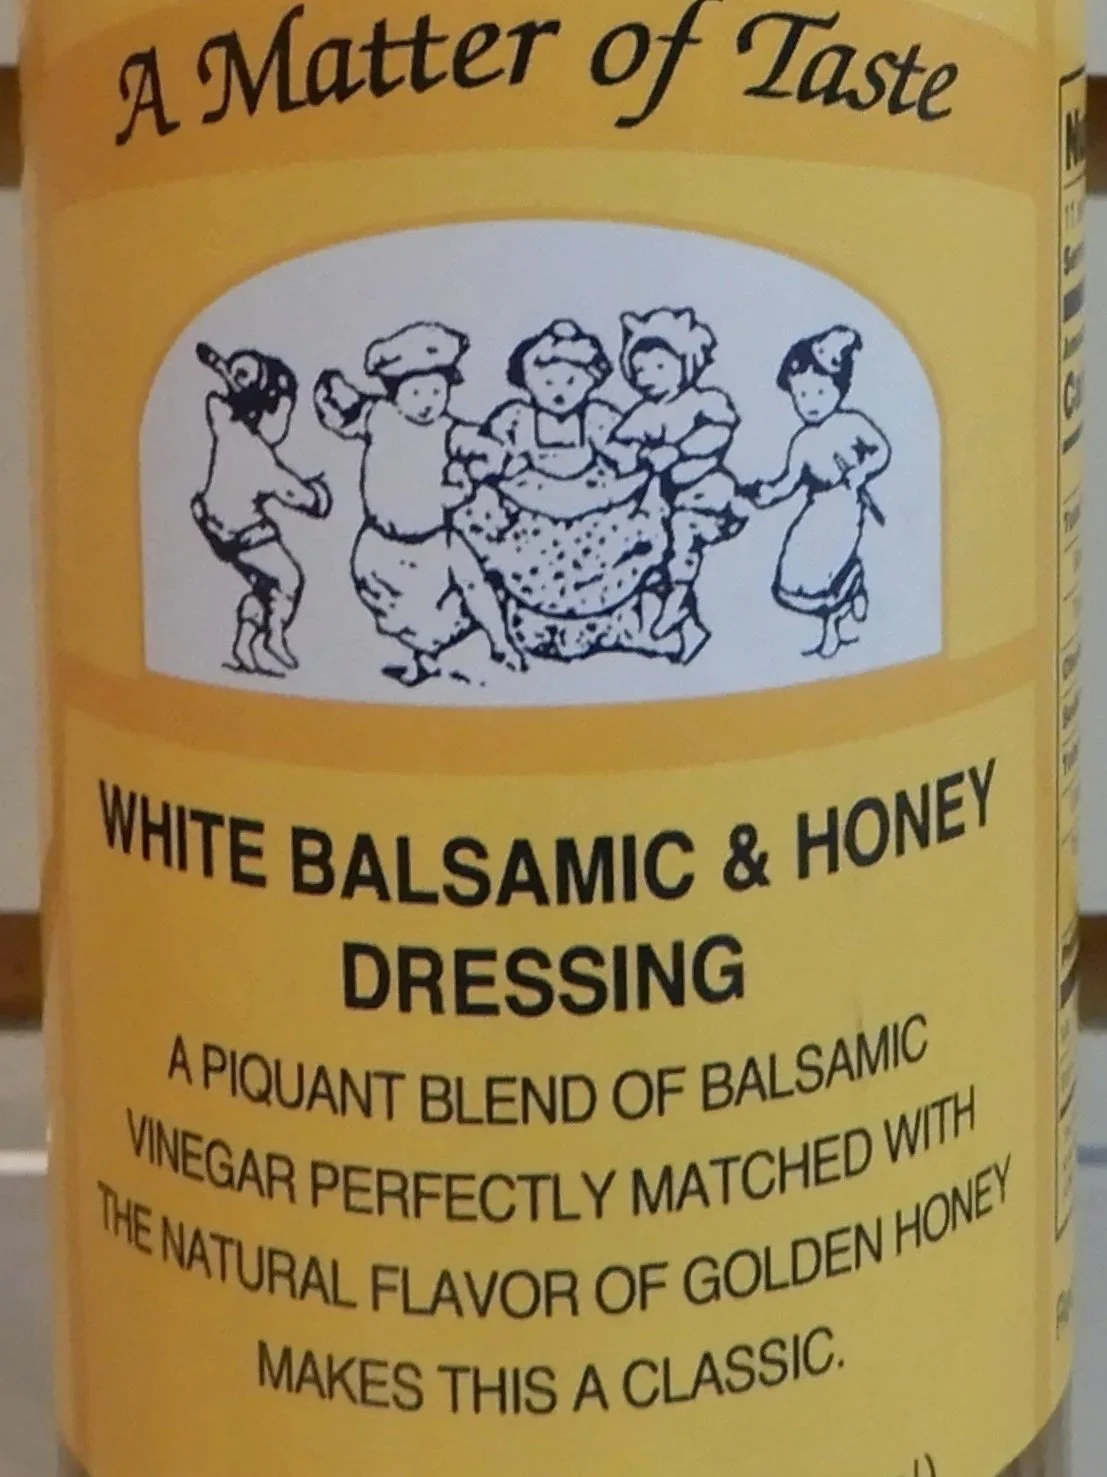 A Matter of Taste
WHITE BALSAMIC & HONEY
DRESSING
A PIQUANT BLEND OF BALSAMIC
VINEGAR PERFECTLY MATCHED WITH
THE NATURAL FLAVOR OF GOLDEN HONEY
MAKES THIS A CLASSIC.